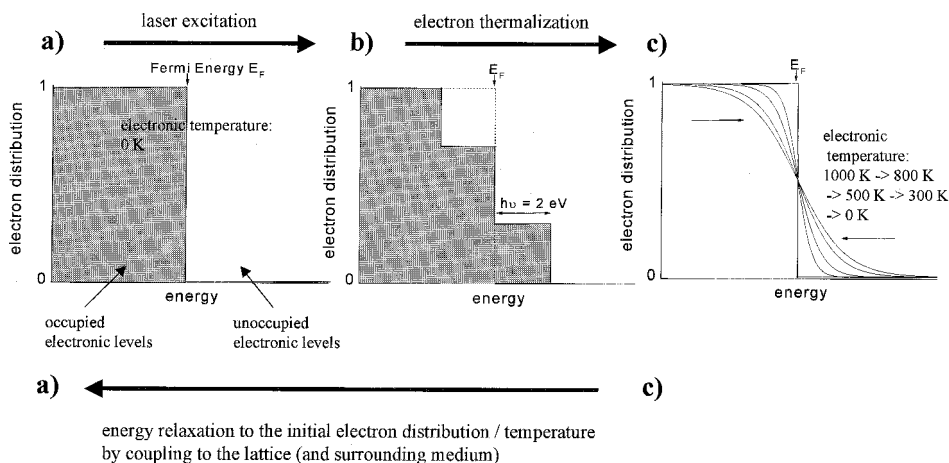 laser excitation
electron thermalization
a)
b)
c)
Fermi Energy E_F
E_F
E_F
1
electron distribution
electronic temperature:
0 K
0
energy
1
electron distribution
hυ = 2 eV
0
energy
1
electron distribution
electronic
temperature:
1000 K -> 800 K
-> 500 K -> 300 K
-> 0 K
0
energy
occupied
electronic levels
unoccupied
electronic levels
a)
c)
energy relaxation to the initial electron distribution / temperature
by coupling to the lattice (and surrounding medium)